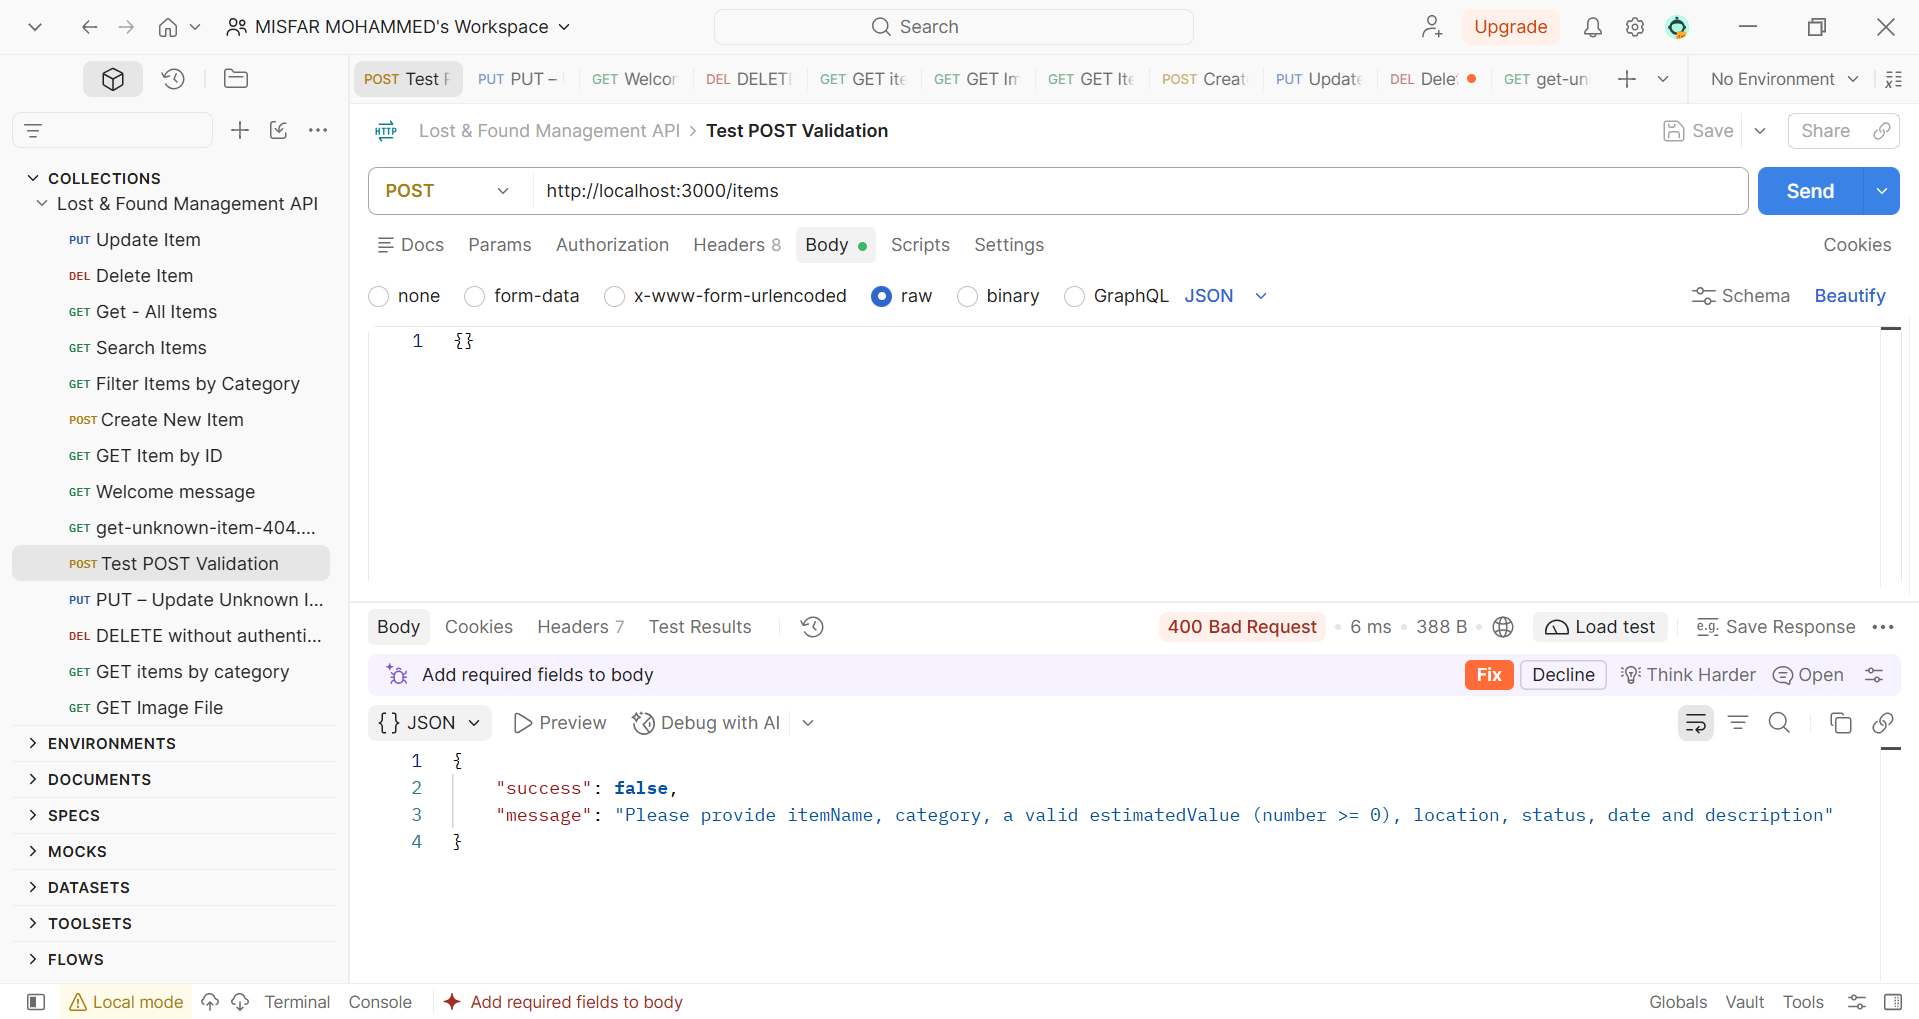 MISFAR MOHAMMED's Workspace
Search
Upgrade
POST Test P
PUT PUT –
GET Welcor
DEL DELETE
GET GET ite
GET GET Im
GET GET Ite
POST Create
PUT Update
DEL Delet
GET get-un
No Environment
Lost & Found Management API > Test POST Validation
Save
Share
COLLECTIONS
Lost & Found Management API
PUT Update Item
DEL Delete Item
GET Get - All Items
GET Search Items
GET Filter Items by Category
POST Create New Item
GET GET Item by ID
GET Welcome message
GET get-unknown-item-404....
POST Test POST Validation
PUT PUT – Update Unknown I...
DEL DELETE without authenti...
GET GET items by category
GET GET Image File
ENVIRONMENTS
DOCUMENTS
SPECS
MOCKS
DATASETS
TOOLSETS
FLOWS
HTTP
POST http://localhost:3000/items
Send
Docs Params Authorization Headers 8 Body Scripts Settings
Cookies
none form-data x-www-form-urlencoded raw binary GraphQL JSON
Schema Beautify
1 {}
Body Cookies Headers 7 Test Results
400 Bad Request • 6 ms • 388 B •
Load test
e.g. Save Response
Add required fields to body
Fix Decline Think Harder Open
{} JSON Preview Debug with AI
1 {
2 "success": false,
3 "message": "Please provide itemName, category, a valid estimatedValue (number >= 0), location, status, date and description"
4 }
Local mode Terminal Console Add required fields to body
Globals Vault Tools